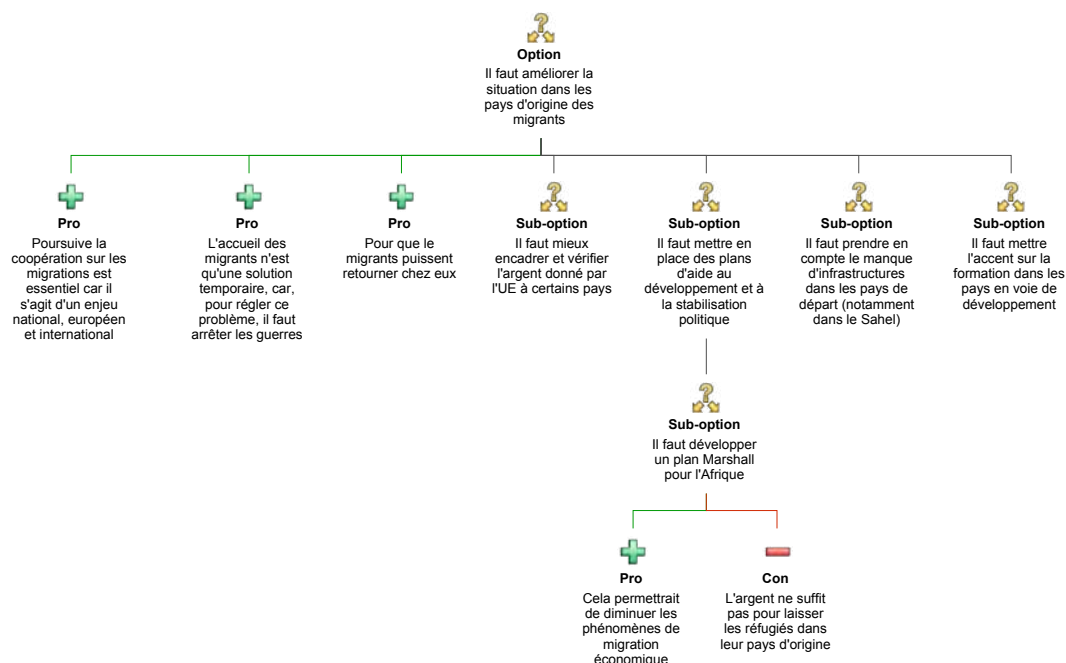 Option
Il faut améliorer la
situation dans les
pays d'origine des
migrants
Pro
Poursuive la
coopération sur les
migrations est
essentiel car il
s'agit d'un enjeu
national, européen
et international
Pro
L'accueil des
migrants n'est
qu'une solution
temporaire, car,
pour régler ce
problème, il faut
arrêter les guerres
Pro
Pour que le
migrants puissent
retourner chez eux
Sub-option
Il faut mieux
encadrer et vérifier
l'argent donné par
l'UE à certains pays
Sub-option
Il faut mettre en
place des plans
d'aide au
développement et à
la stabilisation
politique
Sub-option
Il faut prendre en
compte le manque
d'infrastructures
dans les pays de
départ (notamment
dans le Sahel)
Sub-option
Il faut mettre
l'accent sur la
formation dans les
pays en voie de
développement
Sub-option
Il faut développer
un plan Marshall
pour l'Afrique
Pro
Cela permettrait
de diminuer les
phénomènes de
migration
économique
Con
L'argent ne suffit
pas pour laisser
les réfugiés dans
leur pays d'origine